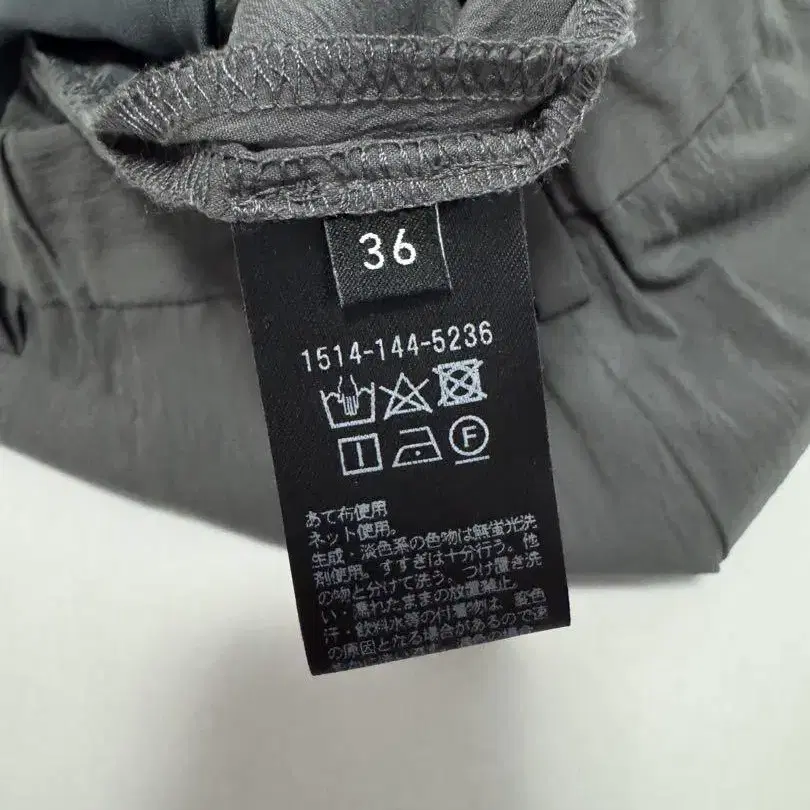 36
1514-144-5236
F
あて布使用
ネット使用。
生成・淡色系の色物は無蛍光洗
剤使用。すすぎは十分行う。他
の物と分けて洗う。つけ置き洗
い・濡れたままの放置禁止。
汗・飲料水等の付着物は、変色
の原因となる場合があるので速